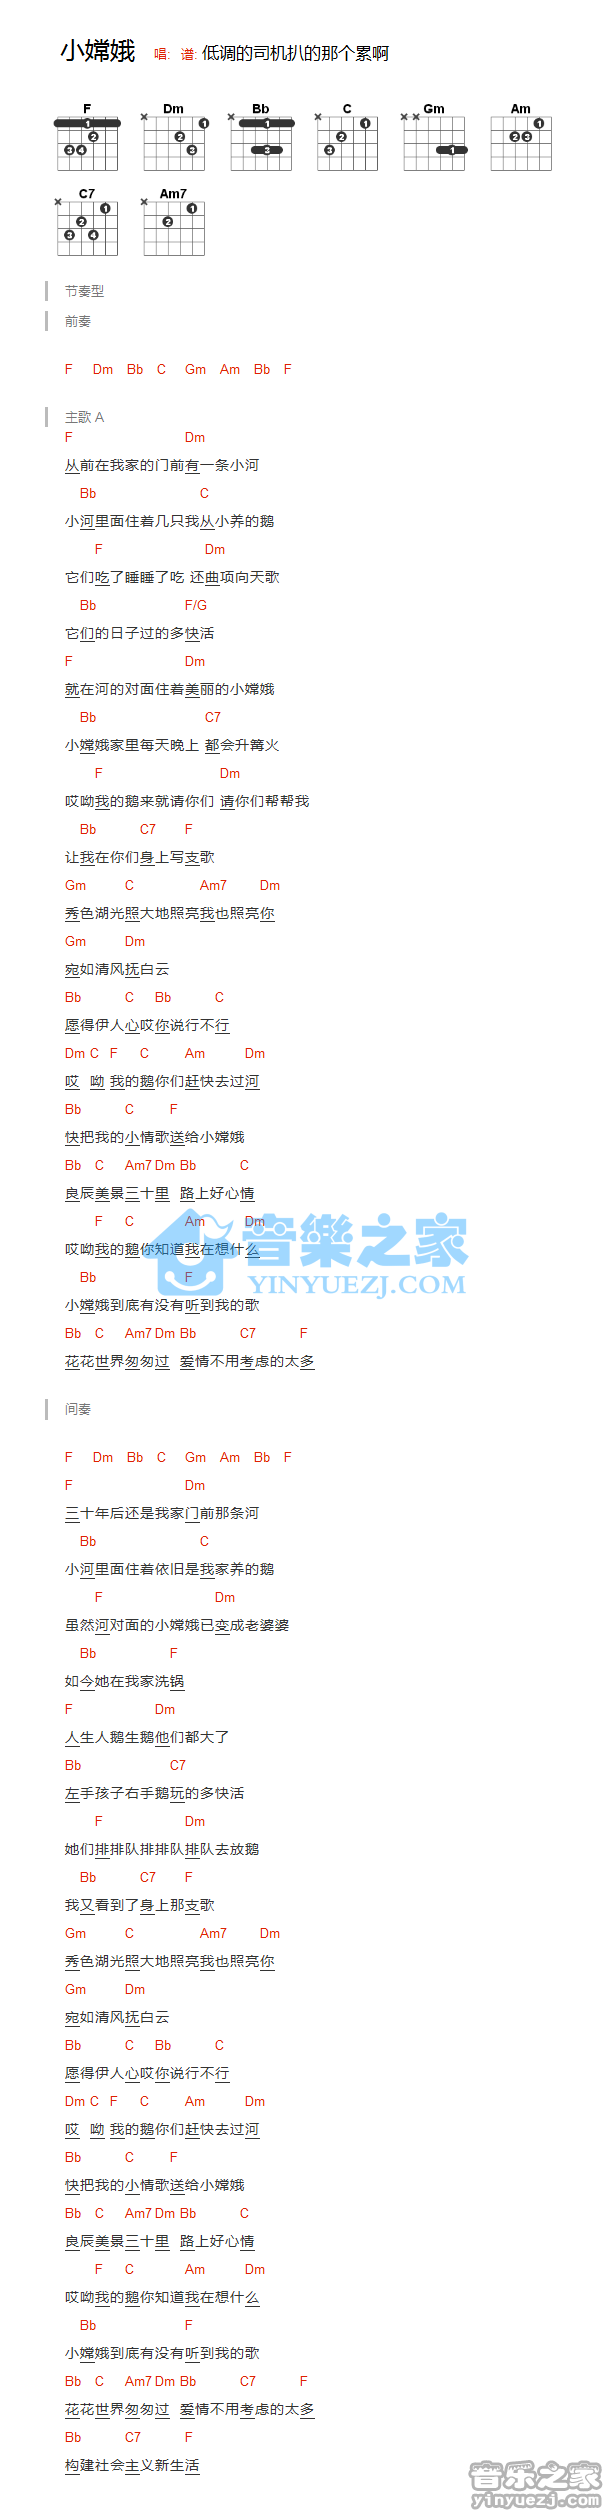 小嫦娥 唱: 谱: 低调的司机扒的那个累啊
F Dm Bb C Gm Am
C7 Am7
节奏型
前奏
F Dm Bb C Gm Am Bb F
主歌 A
F Dm
从前在我家的门前有一条小河
Bb C
小河里面住着几只我从小养的鹅
F Dm
它们吃了睡睡了吃 还曲项向天歌
Bb F/G
它们的日子过的多快活
F Dm
就在河的对面住着美丽的小嫦娥
Bb C7
小嫦娥家里每天晚上 都会升篝火
F Dm
哎呦我的鹅来就请你们 请你们帮帮我
Bb C7 F
让我在你们身上写支歌
Gm C Am7 Dm
秀色湖光照大地照亮我也照亮你
Gm Dm
宛如清风抚白云
Bb C Bb C
愿得伊人心哎你说行不行
Dm C F C Am Dm
哎 呦 我的鹅你们赶快去过河
Bb C F
快把我的小情歌送给小嫦娥
Bb C Am7 Dm Bb C
良辰美景三十里 路上好心情
F C Am Dm
哎呦我的鹅你知道我在想什么
Bb F
小嫦娥到底有没有听到我的歌
Bb C Am7 Dm Bb C7 F
花花世界匆匆过 爱情不用考虑的太多
音樂之家
YINYUEZJ.COM
间奏
F Dm Bb C Gm Am Bb F
F Dm
三十年后还是我家门前那条河
Bb C
小河里面住着依旧是我家养的鹅
F Dm
虽然河对面的小嫦娥已变成老婆婆
Bb F
如今她在我家洗锅
F Dm
人生人鹅生鹅他们都大了
Bb C7
左手孩子右手鹅玩的多快活
F Dm
她们排排队排排队排队去放鹅
Bb C7 F
我又看到了身上那支歌
Gm C Am7 Dm
秀色湖光照大地照亮我也照亮你
Gm Dm
宛如清风抚白云
Bb C Bb C
愿得伊人心哎你说行不行
Dm C F C Am Dm
哎 呦 我的鹅你们赶快去过河
Bb C F
快把我的小情歌送给小嫦娥
Bb C Am7 Dm Bb C
良辰美景三十里 路上好心情
F C Am Dm
哎呦我的鹅你知道我在想什么
Bb F
小嫦娥到底有没有听到我的歌
Bb C Am7 Dm Bb C7 F
花花世界匆匆过 爱情不用考虑的太多
Bb C7 F
构建社会主义新生活
音乐之家
yinyuezj.com